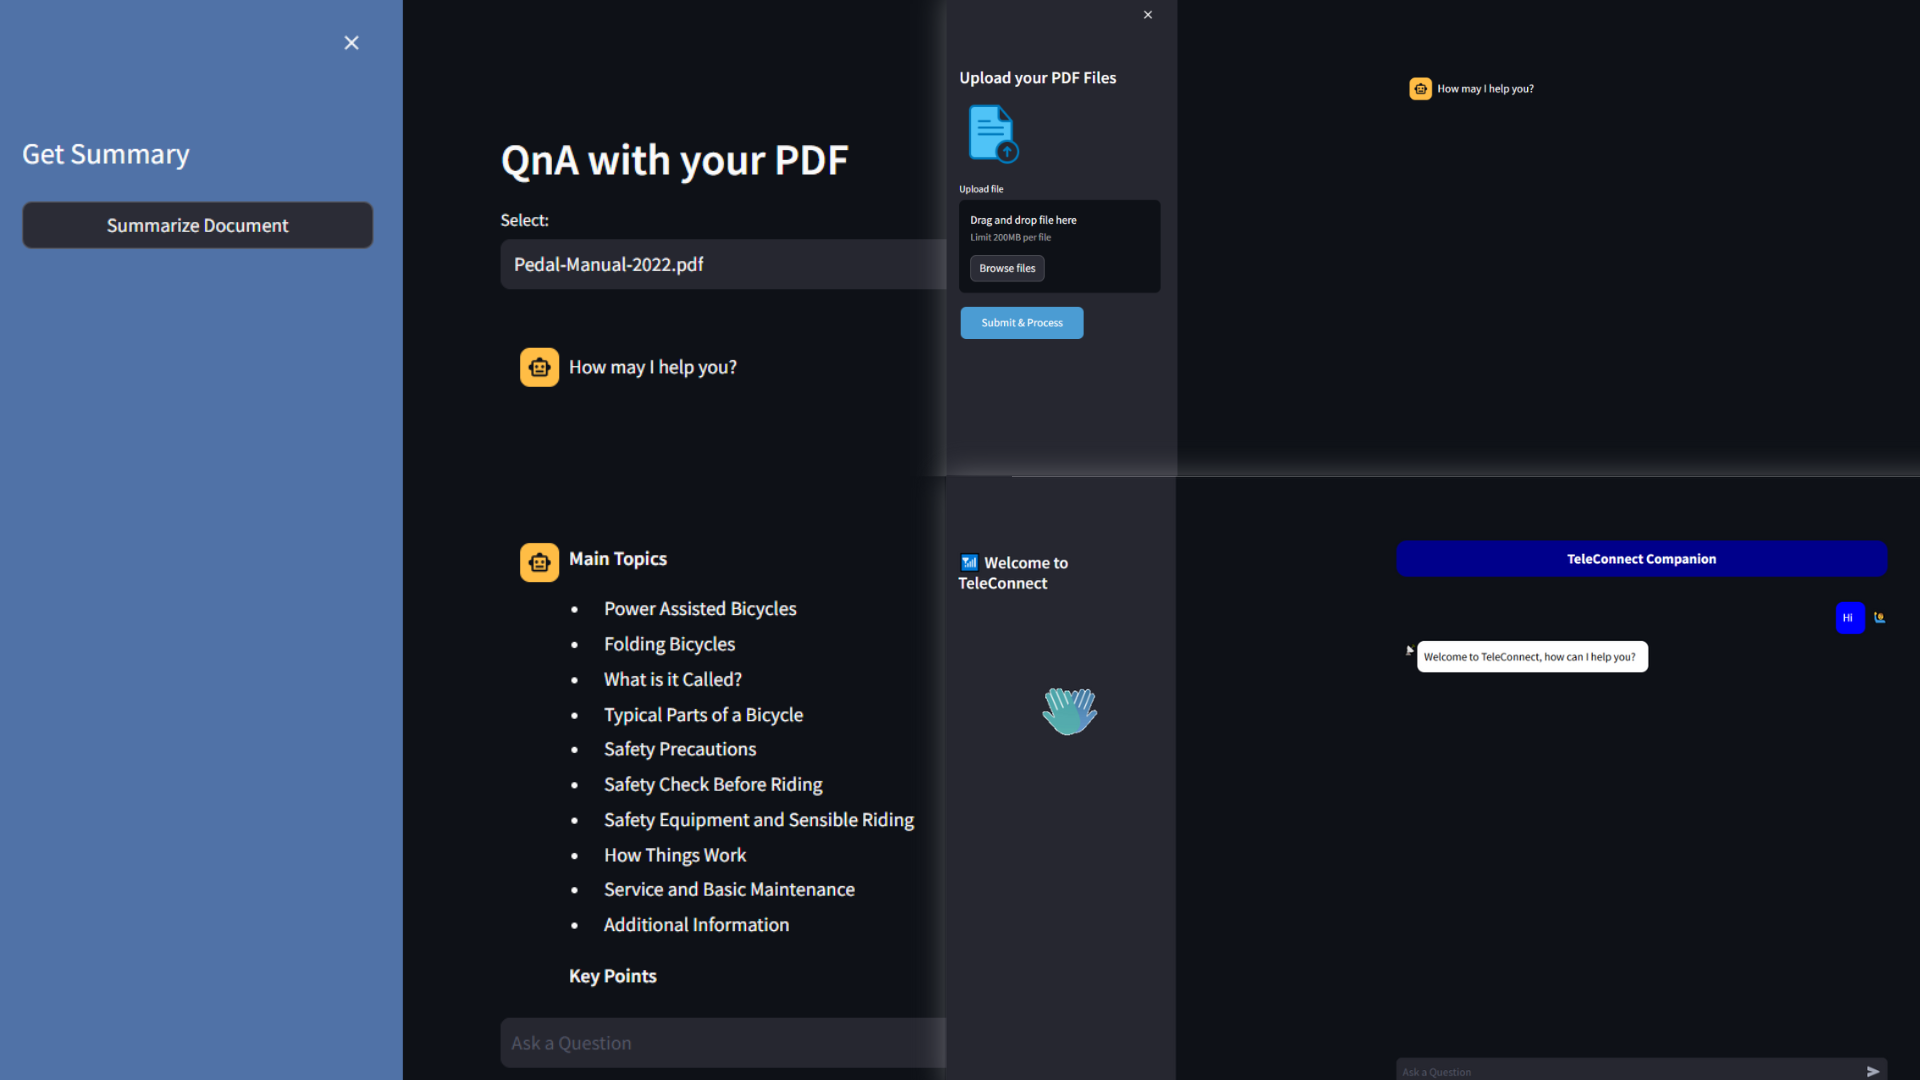 Get Summary
Summarize Document
QnA with your PDF
Select:
Pedal-Manual-2022.pdf
How may I help you?
Main Topics
• Power Assisted Bicycles
• Folding Bicycles
• What is it Called?
• Typical Parts of a Bicycle
• Safety Precautions
• Safety Check Before Riding
• Safety Equipment and Sensible Riding
• How Things Work
• Service and Basic Maintenance
• Additional Information
Key Points
Ask a Question
Upload your PDF Files
Upload file
Drag and drop file here
Limit 200MB per file
Browse files
Submit & Process
How may I help you?
Welcome to
TeleConnect
TeleConnect Companion
Hi
Welcome to TeleConnect, how can I help you?
Ask a Question